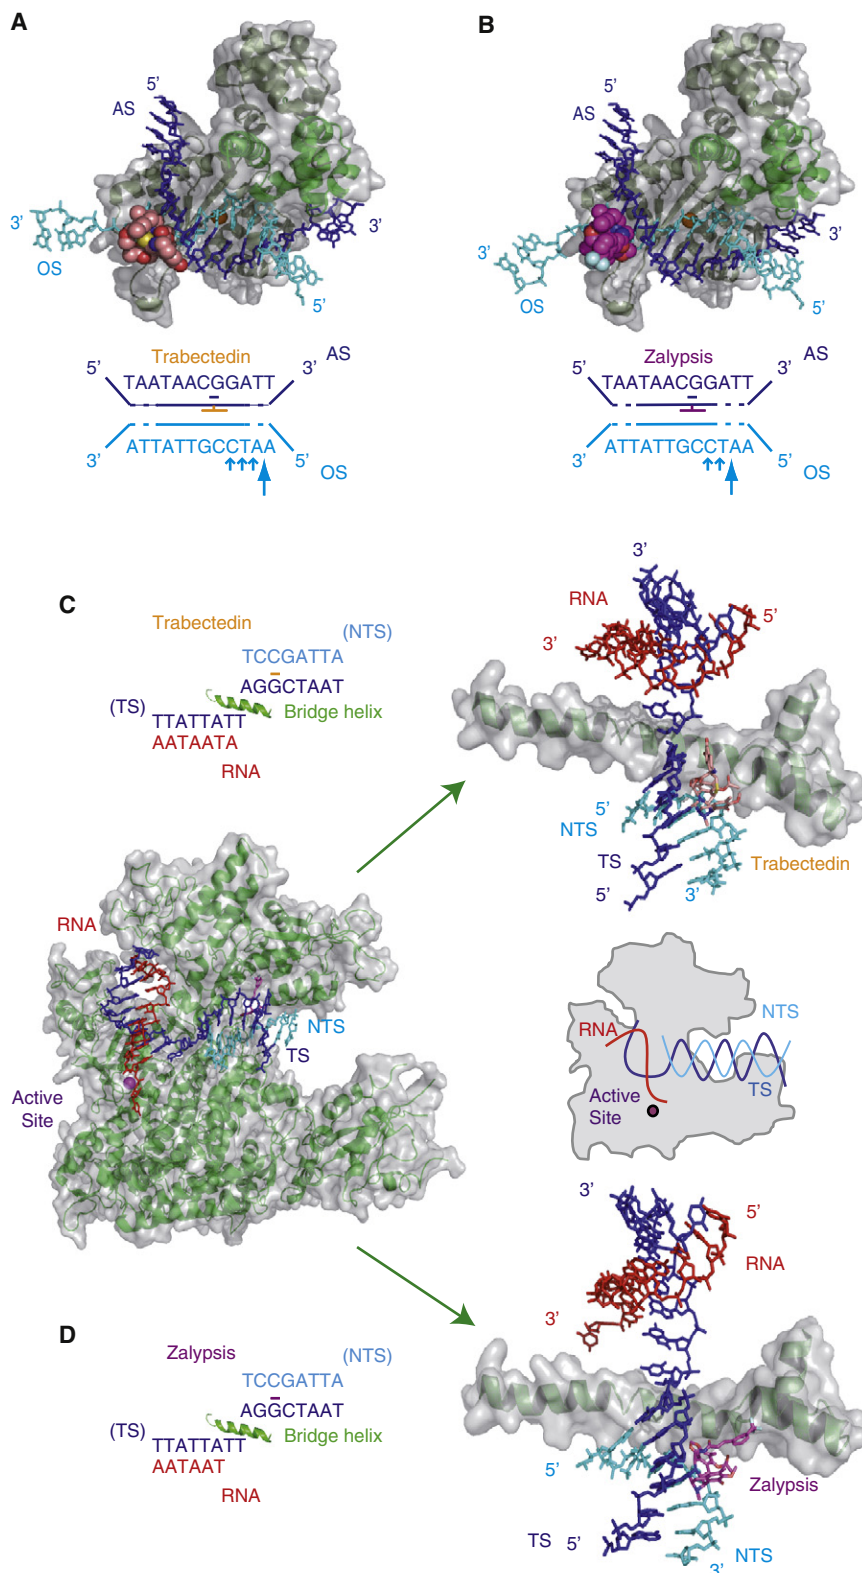 A
5’
AS
3’
OS
3’
5’
Trabectedin
5’
3’
AS
TAATAACGGATT
ATTATTGCCTAA
3’
5’
OS
B
5’
AS
3’
3’
OS
5’
Zalypsis
5’
3’
AS
TAATAACGGATT
ATTATTGCCTAA
3’
5’
OS
C
Trabectedin
(NTS)
TCCGATTA
AGGCTAAT
(TS)
Bridge helix
TTATTATT
AATAATA
RNA
3’
RNA
5’
3’
5’
NTS
TS
5’
3’
Trabectedin
RNA
NTS
TS
Active
Site
RNA
NTS
TS
Active
Site
D
Zalypsis
(NTS)
TCCGATTA
AGGCTAAT
(TS)
Bridge helix
TTATTATT
AATAAT
RNA
3’
5’
RNA
3’
5’
Zalypsis
TS
5’
NTS
3’